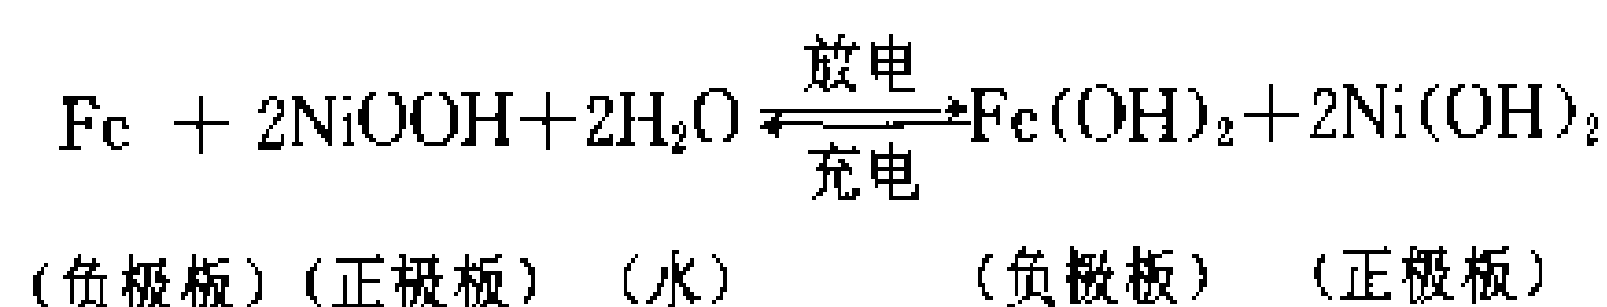 放电
Fe + 2NiOOH+2H₂O ⇌ Fe(OH)₂+2Ni(OH)₂
充电
(负极板) (正极板) (水) (负极板) (正极板)